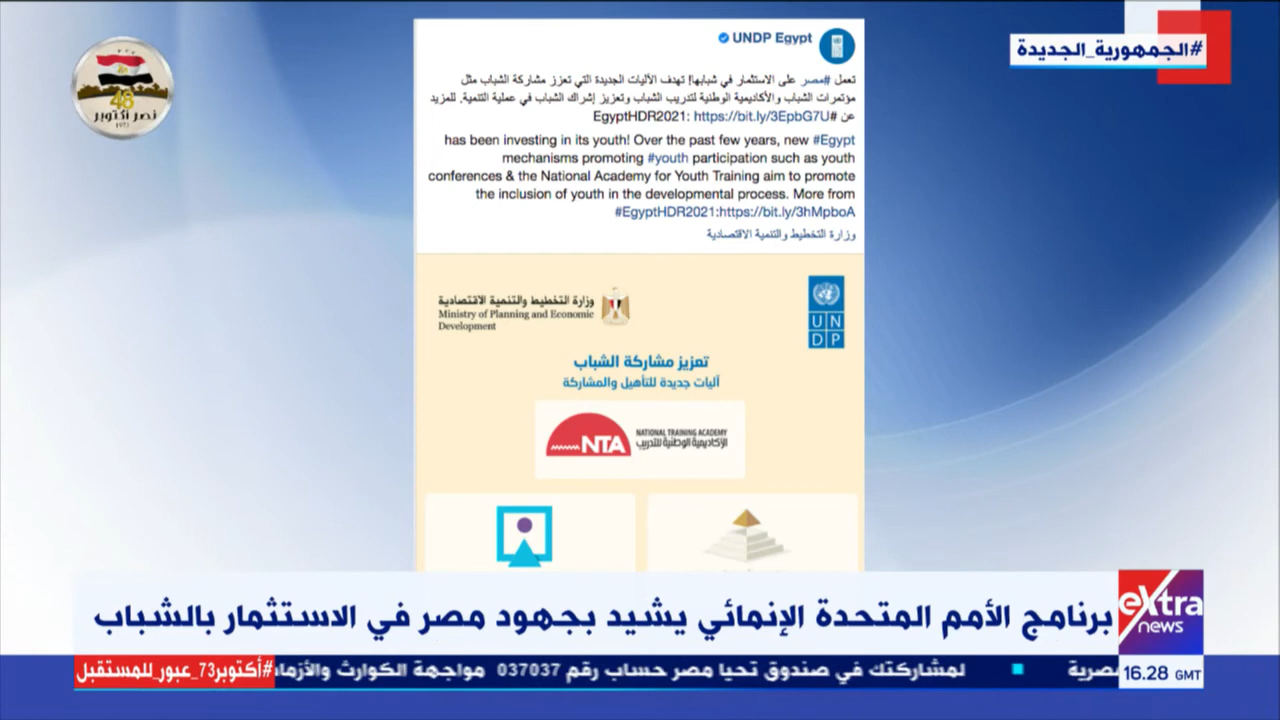 #الجمهورية_الجديدة
48
نصر أكتوبر
UNDP Egypt
تعمل #مصر على الاستثمار في شبابها! تهدف الآليات الجديدة التي تعزز مشاركة الشباب مثل
مؤتمرات الشباب والأكاديمية الوطنية لتدريب الشباب وتعزيز إشراك الشباب في عملية التنمية. للمزيد
عن #EgyptHDR2021: https://bit.ly/3EpbG7U
has been investing in its youth! Over the past few years, new #Egypt
mechanisms promoting #youth participation such as youth
conferences & the National Academy for Youth Training aim to promote
the inclusion of youth in the developmental process. More from
#EgyptHDR2021:https://bit.ly/3hMpboA
وزارة التخطيط والتنمية الاقتصادية
وزارة التخطيط والتنمية الاقتصادية
Ministry of Planning and Economic
Development
UN
DP
تعزيز مشاركة الشباب
آليات جديدة للتأهيل والمشاركة
NTA
NATIONAL TRAINING ACADEMY
الأكاديمية الوطنية للتدريب
برنامج الأمم المتحدة الإنمائي يشيد بجهود مصر في الاستثمار بالشباب
extra
news
مصرية ■ لمشاركتك في صندوق تحيا مصر حساب رقم 037037 مواجهة الكوارث والأزما
#أكتوبر73_عبور_للمستقبل
16.28 GMT